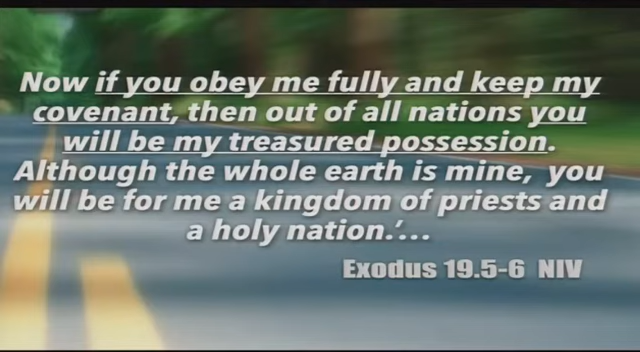 Now if you obey me fully and keep my
covenant, then out of all nations you
will be my treasured possession.
Although the whole earth is mine, you
will be for me a kingdom of priests and
a holy nation.’...
Exodus 19.5-6 NIV